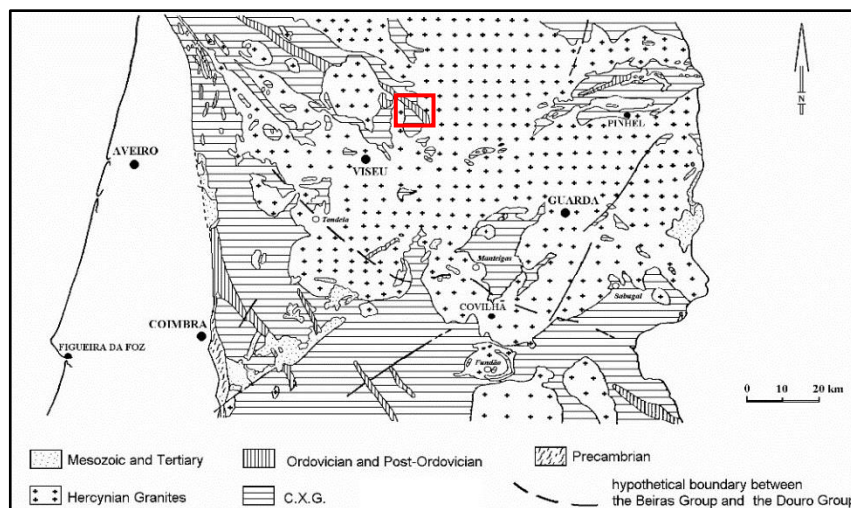 N
PINHEL
AVEIRO
VISEU
GUARDA
Tondela
Manteigas
COVILHÃ
Sabugal
COIMBRA
FIGUEIRA DA FOZ
Fundão
0 10 20 km
Mesozoic and Tertiary
Ordovician and Post-Ordovician
Precambrian
Hercynian Granites
C.X.G.
hypothetical boundary between
the Beiras Group and the Douro Group